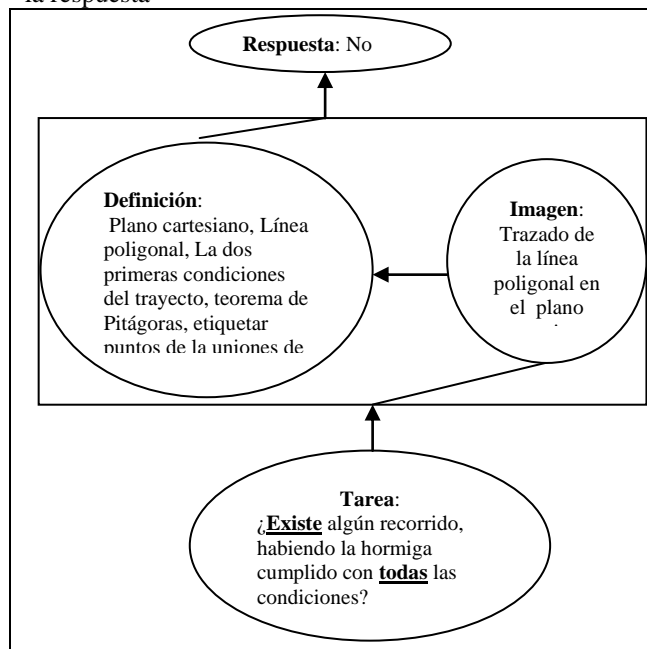 la respuesta
Respuesta: No
Definición:
Plano cartesiano, Línea
poligonal, La dos
primeras condiciones
del trayecto, teorema de
Pitágoras, etiquetar
puntos de la uniones de
Imagen:
Trazado de
la línea
poligonal en
el plano
Tarea:
¿Existe algún recorrido,
habiendo la hormiga
cumplido con todas las
condiciones?